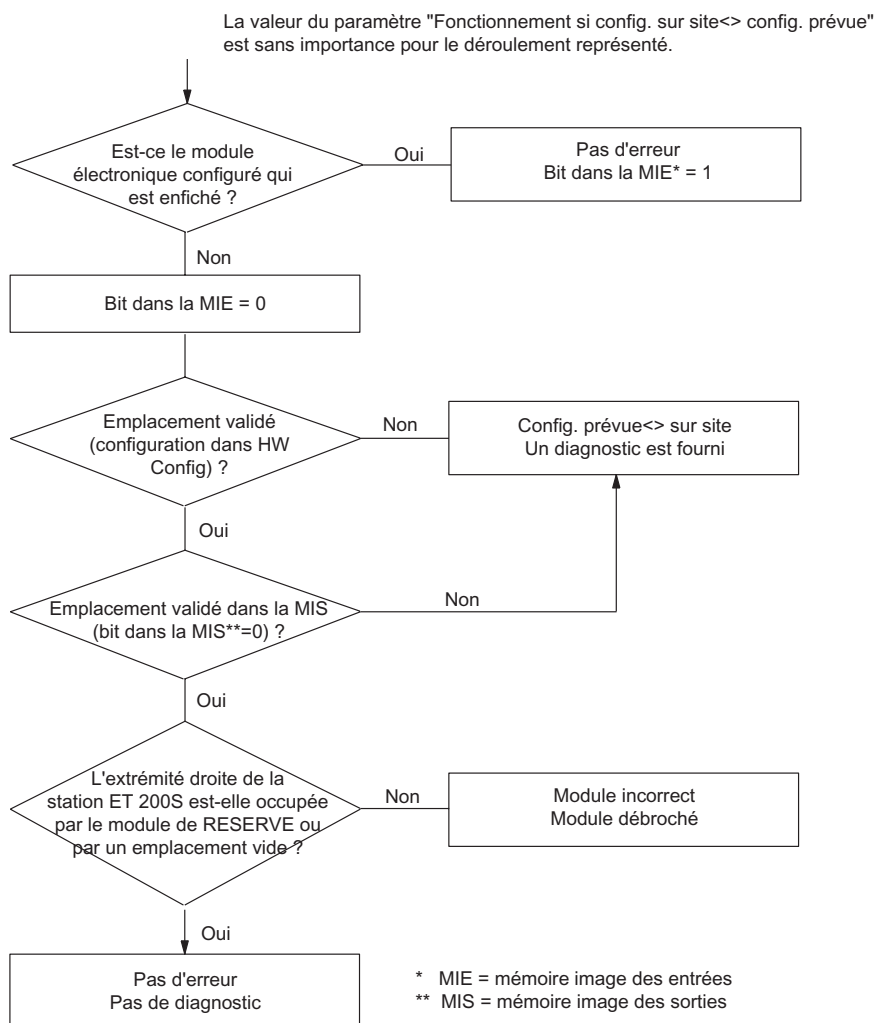 La valeur du paramètre "Fonctionnement si config. sur site<> config. prévue"
est sans importance pour le déroulement représenté.
Est-ce le module
électronique configuré qui
est enfiché ?
Oui
Pas d'erreur
Bit dans la MIE* = 1
Non
Bit dans la MIE = 0
Emplacement validé
(configuration dans HW
Config) ?
Non
Config. prévue<> sur site
Un diagnostic est fourni
Oui
Emplacement validé dans la MIS
(bit dans la MIS**=0) ?
Non
Oui
L'extrémité droite de la
station ET 200S est-elle occupée
par le module de RESERVE ou
par un emplacement vide ?
Non
Module incorrect
Module débroché
Oui
Pas d'erreur
Pas de diagnostic
* MIE = mémoire image des entrées
** MIS = mémoire image des sorties